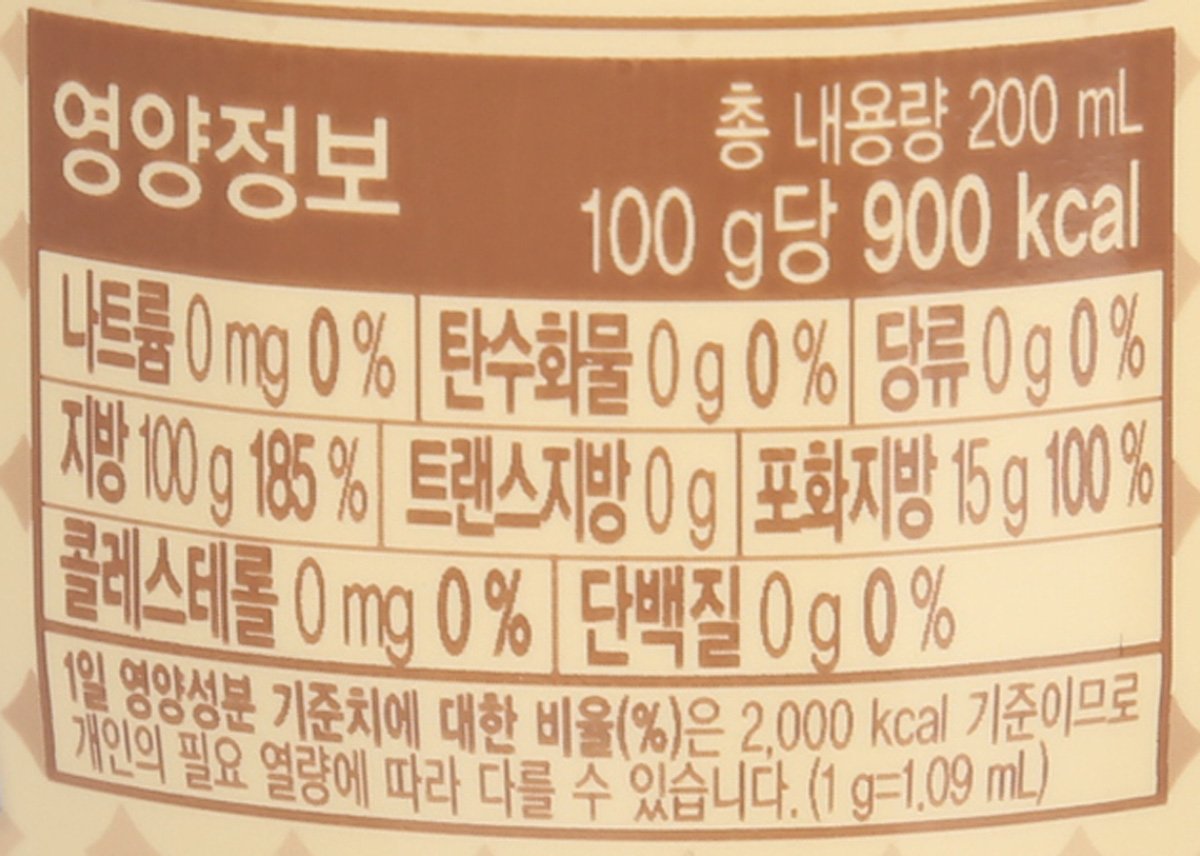 영양정보
총 내용량 200 mL
100 g당 900 kcal
나트륨 0 mg 0 % 탄수화물 0 g 0 % 당류 0 g 0 %
지방 100 g 185 % 트랜스지방 0 g 포화지방 15 g 100 %
콜레스테롤 0 mg 0 % 단백질 0 g 0 %
1일 영양성분 기준치에 대한 비율(%)은 2,000 kcal 기준이므로
개인의 필요 열량에 따라 다를 수 있습니다. (1 g=1.09 mL)